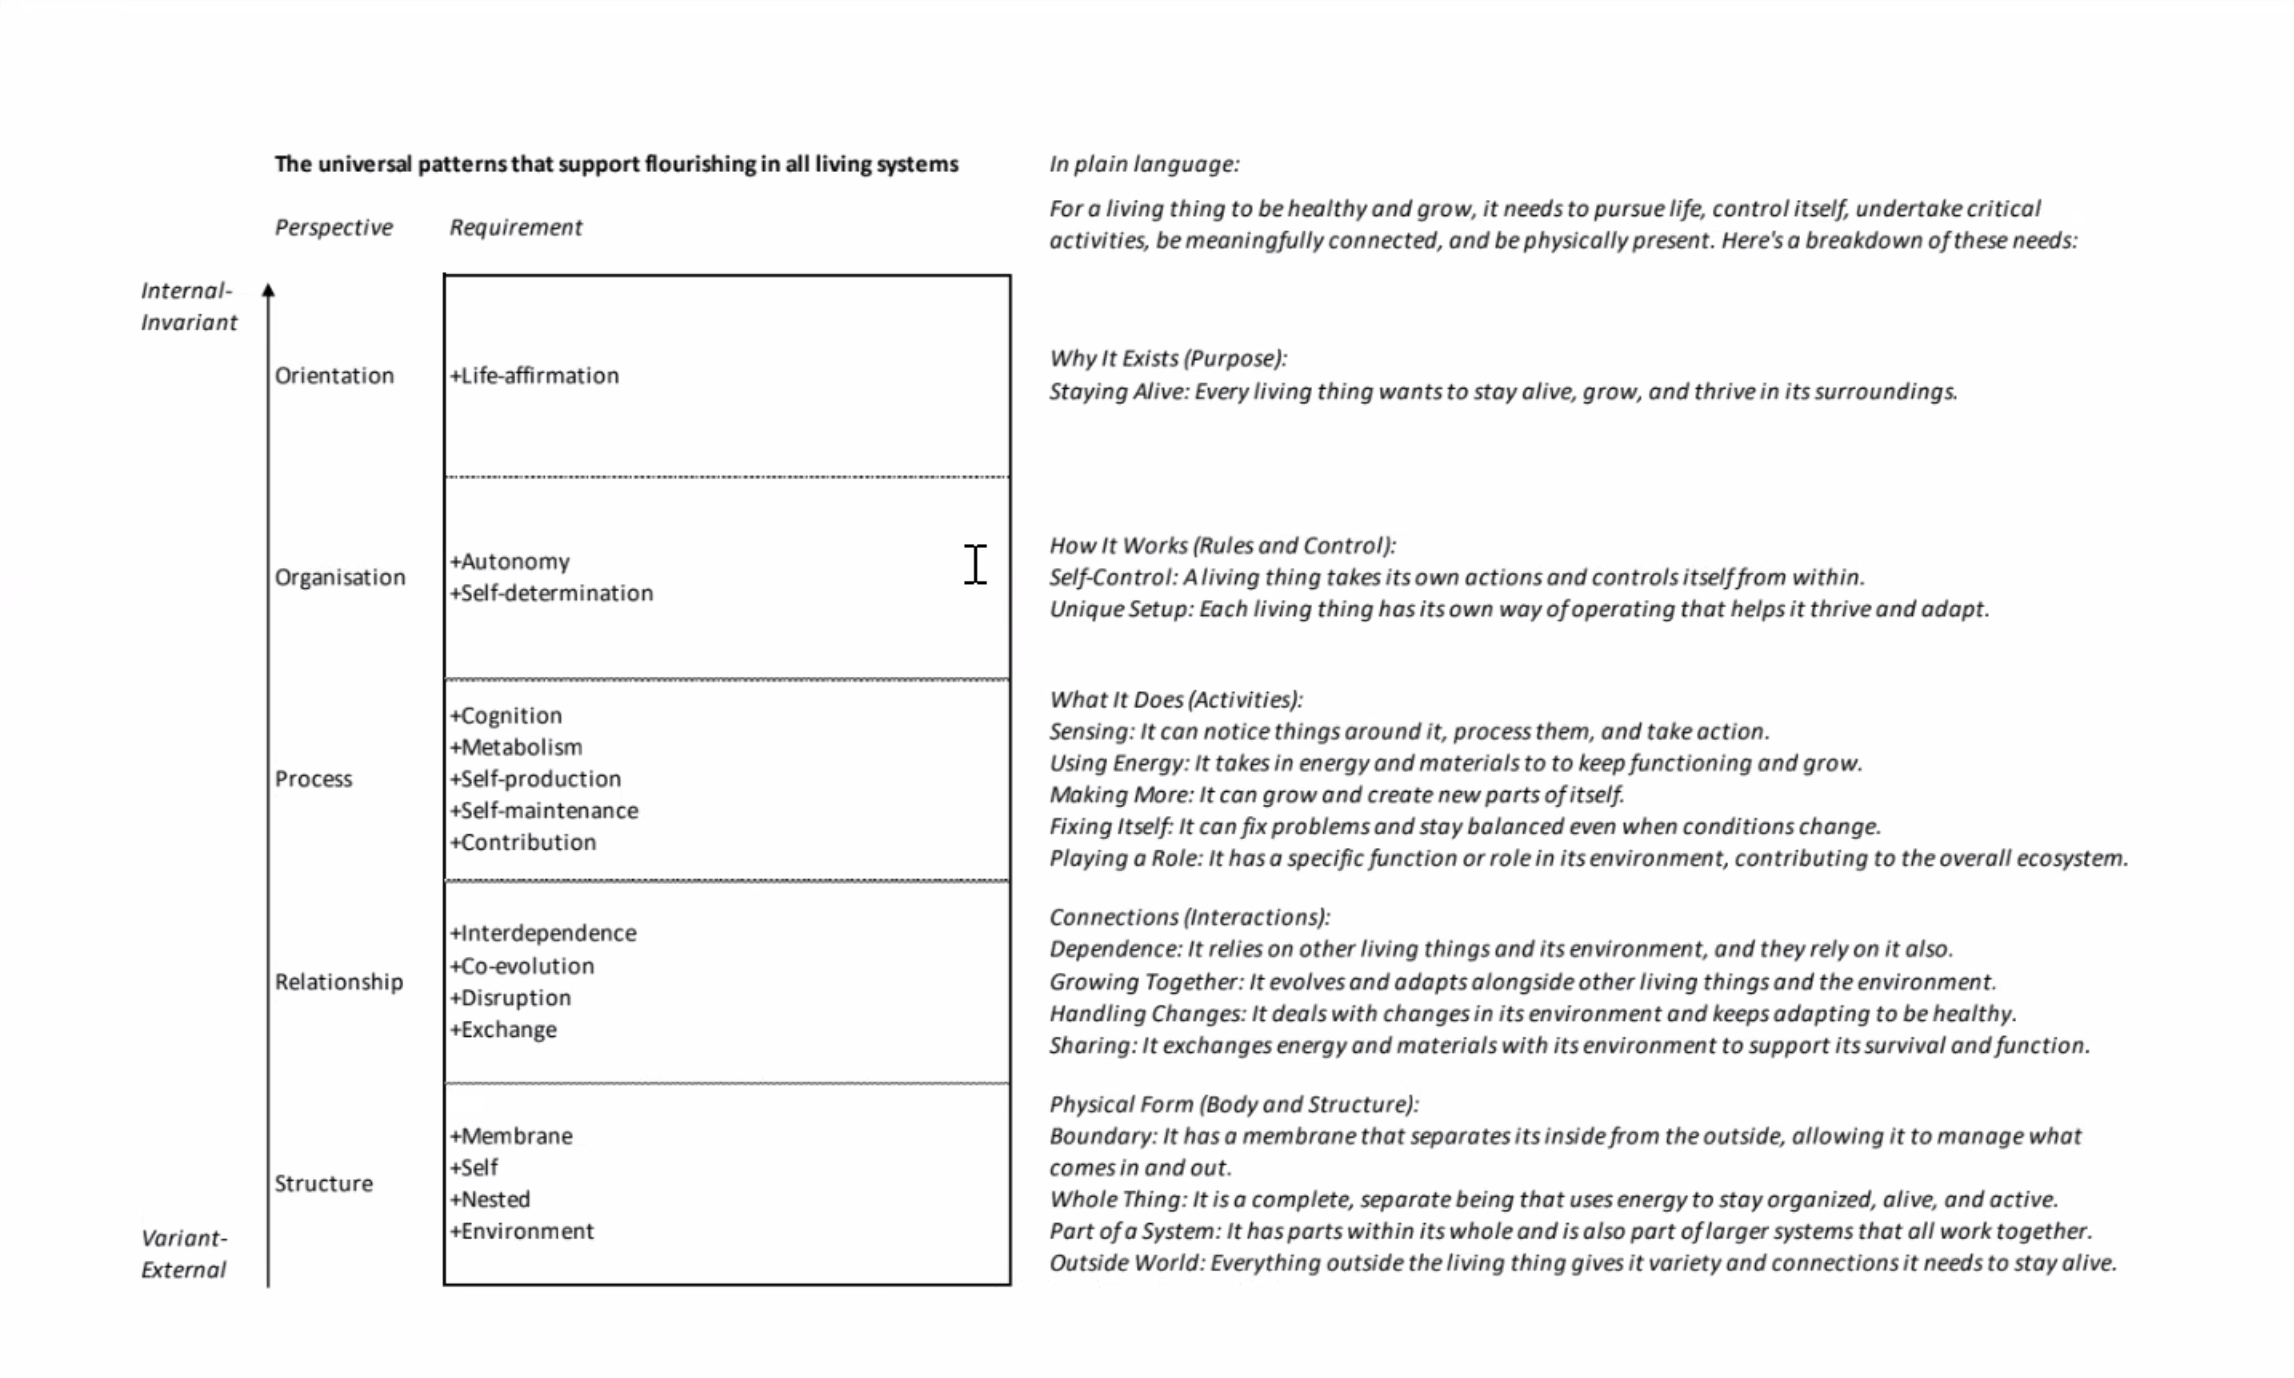 The universal patterns that support flourishing in all living systems
Perspective
Requirement
Internal-
Invariant
Orientation
+Life-affirmation
Organisation
+Autonomy
+Self-determination
Process
+Cognition
+Metabolism
+Self-production
+Self-maintenance
+Contribution
Relationship
+Interdependence
+Co-evolution
+Disruption
+Exchange
Structure
+Membrane
+Self
+Nested
+Environment
Variant-
External
In plain language:
For a living thing to be healthy and grow, it needs to pursue life, control itself, undertake critical
activities, be meaningfully connected, and be physically present. Here's a breakdown of these needs:
Why It Exists (Purpose):
Staying Alive: Every living thing wants to stay alive, grow, and thrive in its surroundings.
How It Works (Rules and Control):
Self-Control: A living thing takes its own actions and controls itself from within.
Unique Setup: Each living thing has its own way of operating that helps it thrive and adapt.
What It Does (Activities):
Sensing: It can notice things around it, process them, and take action.
Using Energy: It takes in energy and materials to to keep functioning and grow.
Making More: It can grow and create new parts of itself.
Fixing Itself: It can fix problems and stay balanced even when conditions change.
Playing a Role: It has a specific function or role in its environment, contributing to the overall ecosystem.
Connections (Interactions):
Dependence: It relies on other living things and its environment, and they rely on it also.
Growing Together: It evolves and adapts alongside other living things and the environment.
Handling Changes: It deals with changes in its environment and keeps adapting to be healthy.
Sharing: It exchanges energy and materials with its environment to support its survival and function.
Physical Form (Body and Structure):
Boundary: It has a membrane that separates its inside from the outside, allowing it to manage what
comes in and out.
Whole Thing: It is a complete, separate being that uses energy to stay organized, alive, and active.
Part of a System: It has parts within its whole and is also part of larger systems that all work together.
Outside World: Everything outside the living thing gives it variety and connections it needs to stay alive.